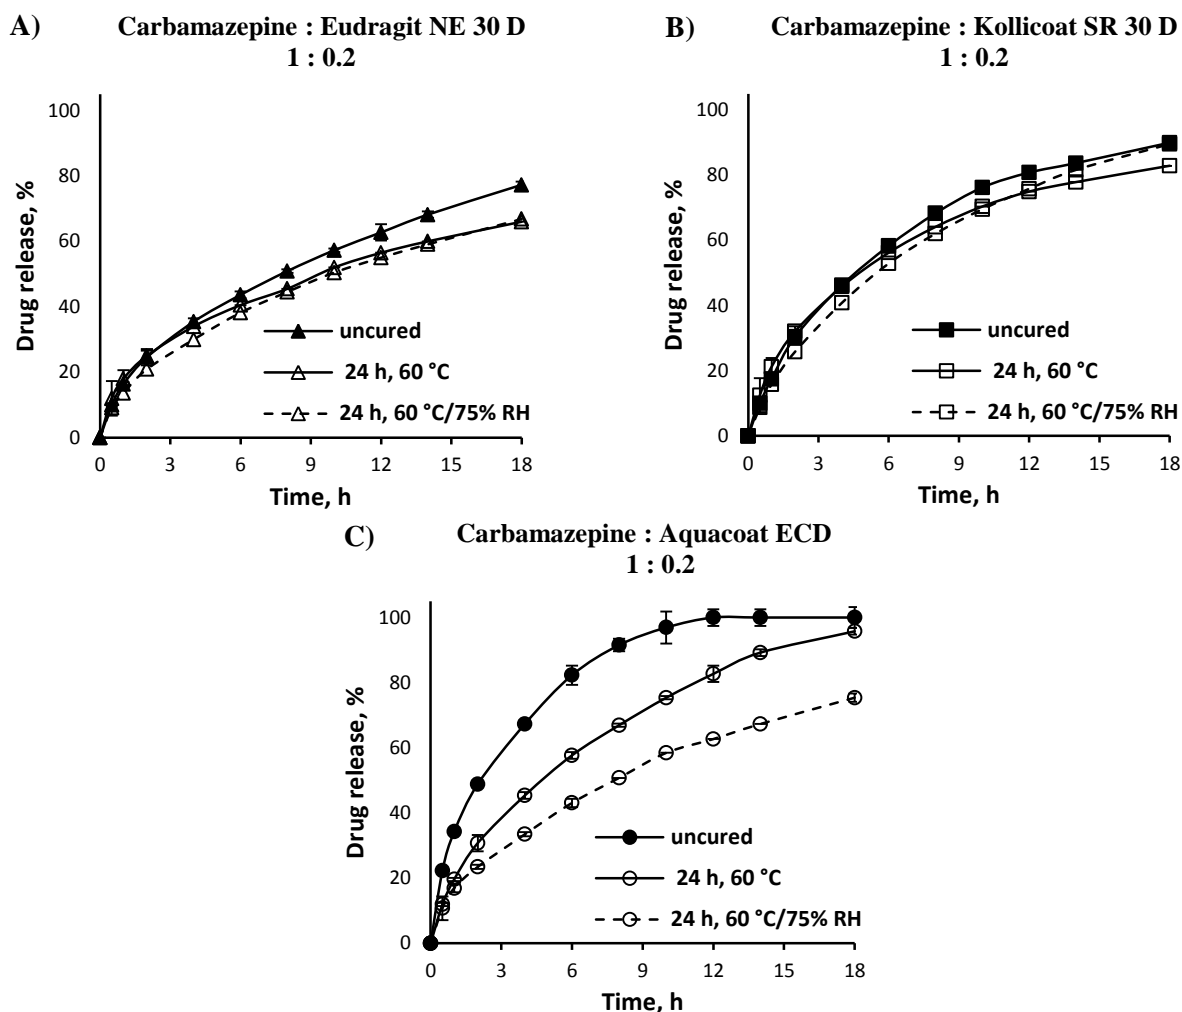 A)
Carbamazepine : Eudragit NE 30 D
1 : 0.2
Drug release, %
100
80
60
40
20
0
uncured
24 h, 60 °C
24 h, 60 °C/75% RH
0 3 6 9 12 15 18
Time, h
B)
Carbamazepine : Kollicoat SR 30 D
1 : 0.2
Drug release, %
100
80
60
40
20
0
uncured
24 h, 60 °C
24 h, 60 °C/75% RH
0 3 6 9 12 15 18
Time, h
C)
Carbamazepine : Aquacoat ECD
1 : 0.2
Drug release, %
100
80
60
40
20
0
uncured
24 h, 60 °C
24 h, 60 °C/75% RH
0 3 6 9 12 15 18
Time, h